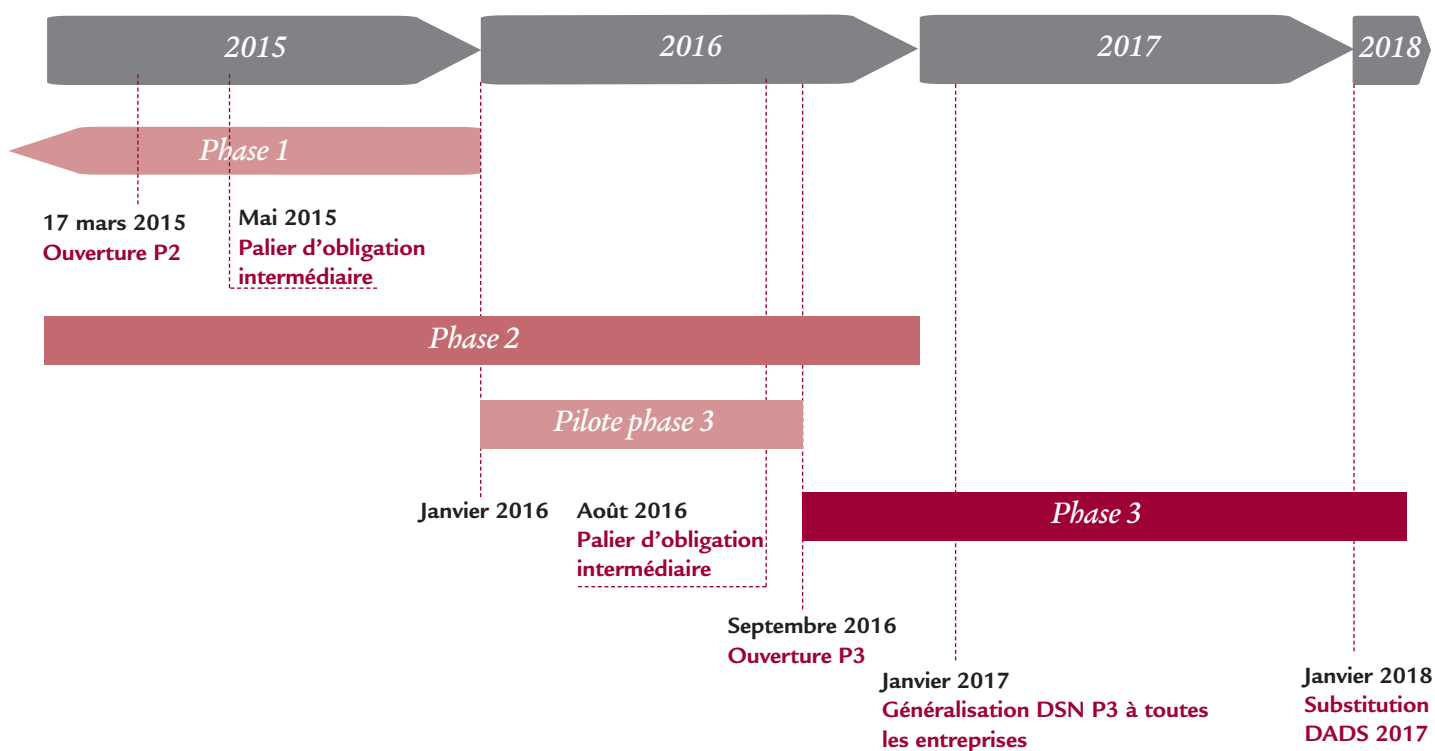 2015
2016
2017
2018
Phase 1
17 mars 2015
Ouverture P2
Mai 2015
Palier d'obligation
intermédiaire
Phase 2
Pilote phase 3
Janvier 2016
Août 2016
Palier d'obligation
intermédiaire
Phase 3
Septembre 2016
Ouverture P3
Janvier 2017
Généralisation DSN P3 à toutes
les entreprises
Janvier 2018
Substitution
DADS 2017